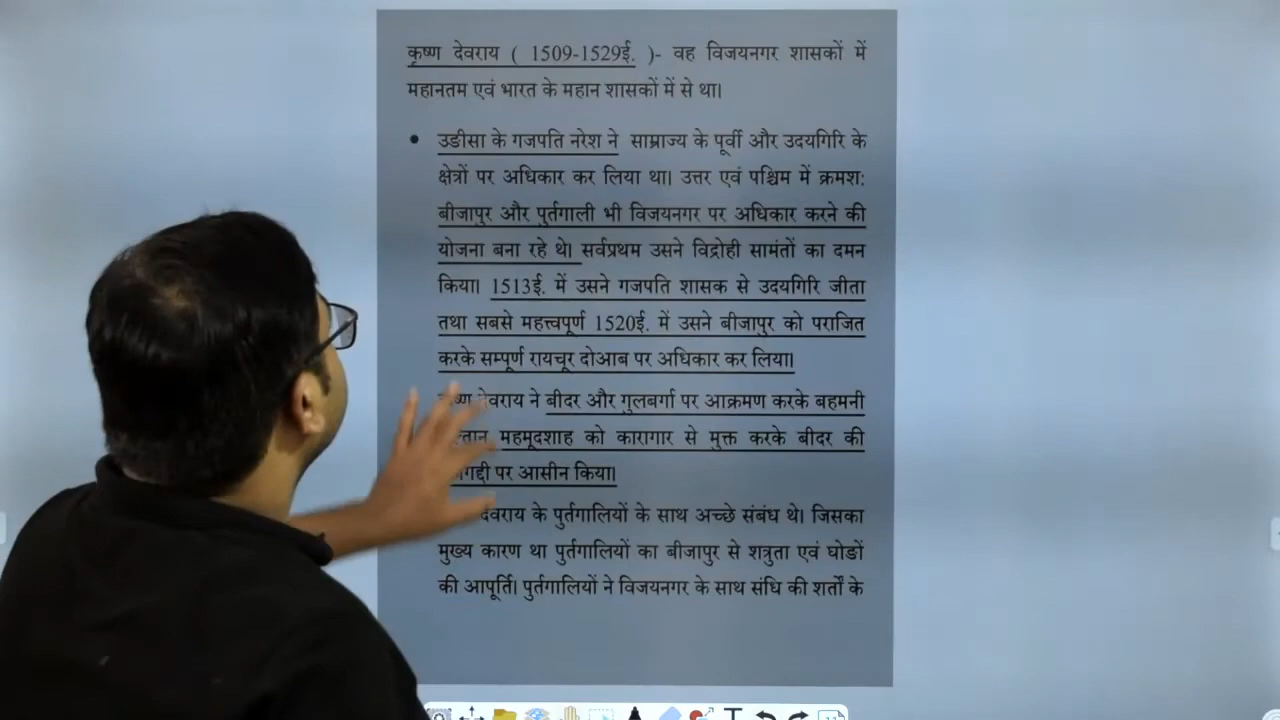 कृष्ण देवराय ( 1509-1529ई. )- वह विजयनगर शासकों में
महानतम एवं भारत के महान शासकों में से था।
• उङीसा के गजपति नरेश ने साम्राज्य के पूर्वी और उदयगिरि के
क्षेत्रों पर अधिकार कर लिया था। उत्तर एवं पश्चिम में क्रमश:
बीजापुर और पुर्तगाली भी विजयनगर पर अधिकार करने की
योजना बना रहे थे। सर्वप्रथम उसने विद्रोही सामंतों का दमन
किया। 1513ई. में उसने गजपति शासक से उदयगिरि जीता
तथा सबसे महत्त्वपूर्ण 1520ई. में उसने बीजापुर को पराजित
करके सम्पूर्ण रायचूर दोआब पर अधिकार कर लिया।
ने बीदर और गुलबर्गा पर आक्रमण करके बहमनी
महमूदशाह को कारागार से मुक्त करके बीदर की
पर आसीन किया।
देवराय के पुर्तगालियों के साथ अच्छे संबंध थे। जिसका
मुख्य कारण था पुर्तगालियों का बीजापुर से शत्रुता एवं घोङों
की आपूर्ति। पुर्तगालियों ने विजयनगर के साथ संधि की शर्तों के